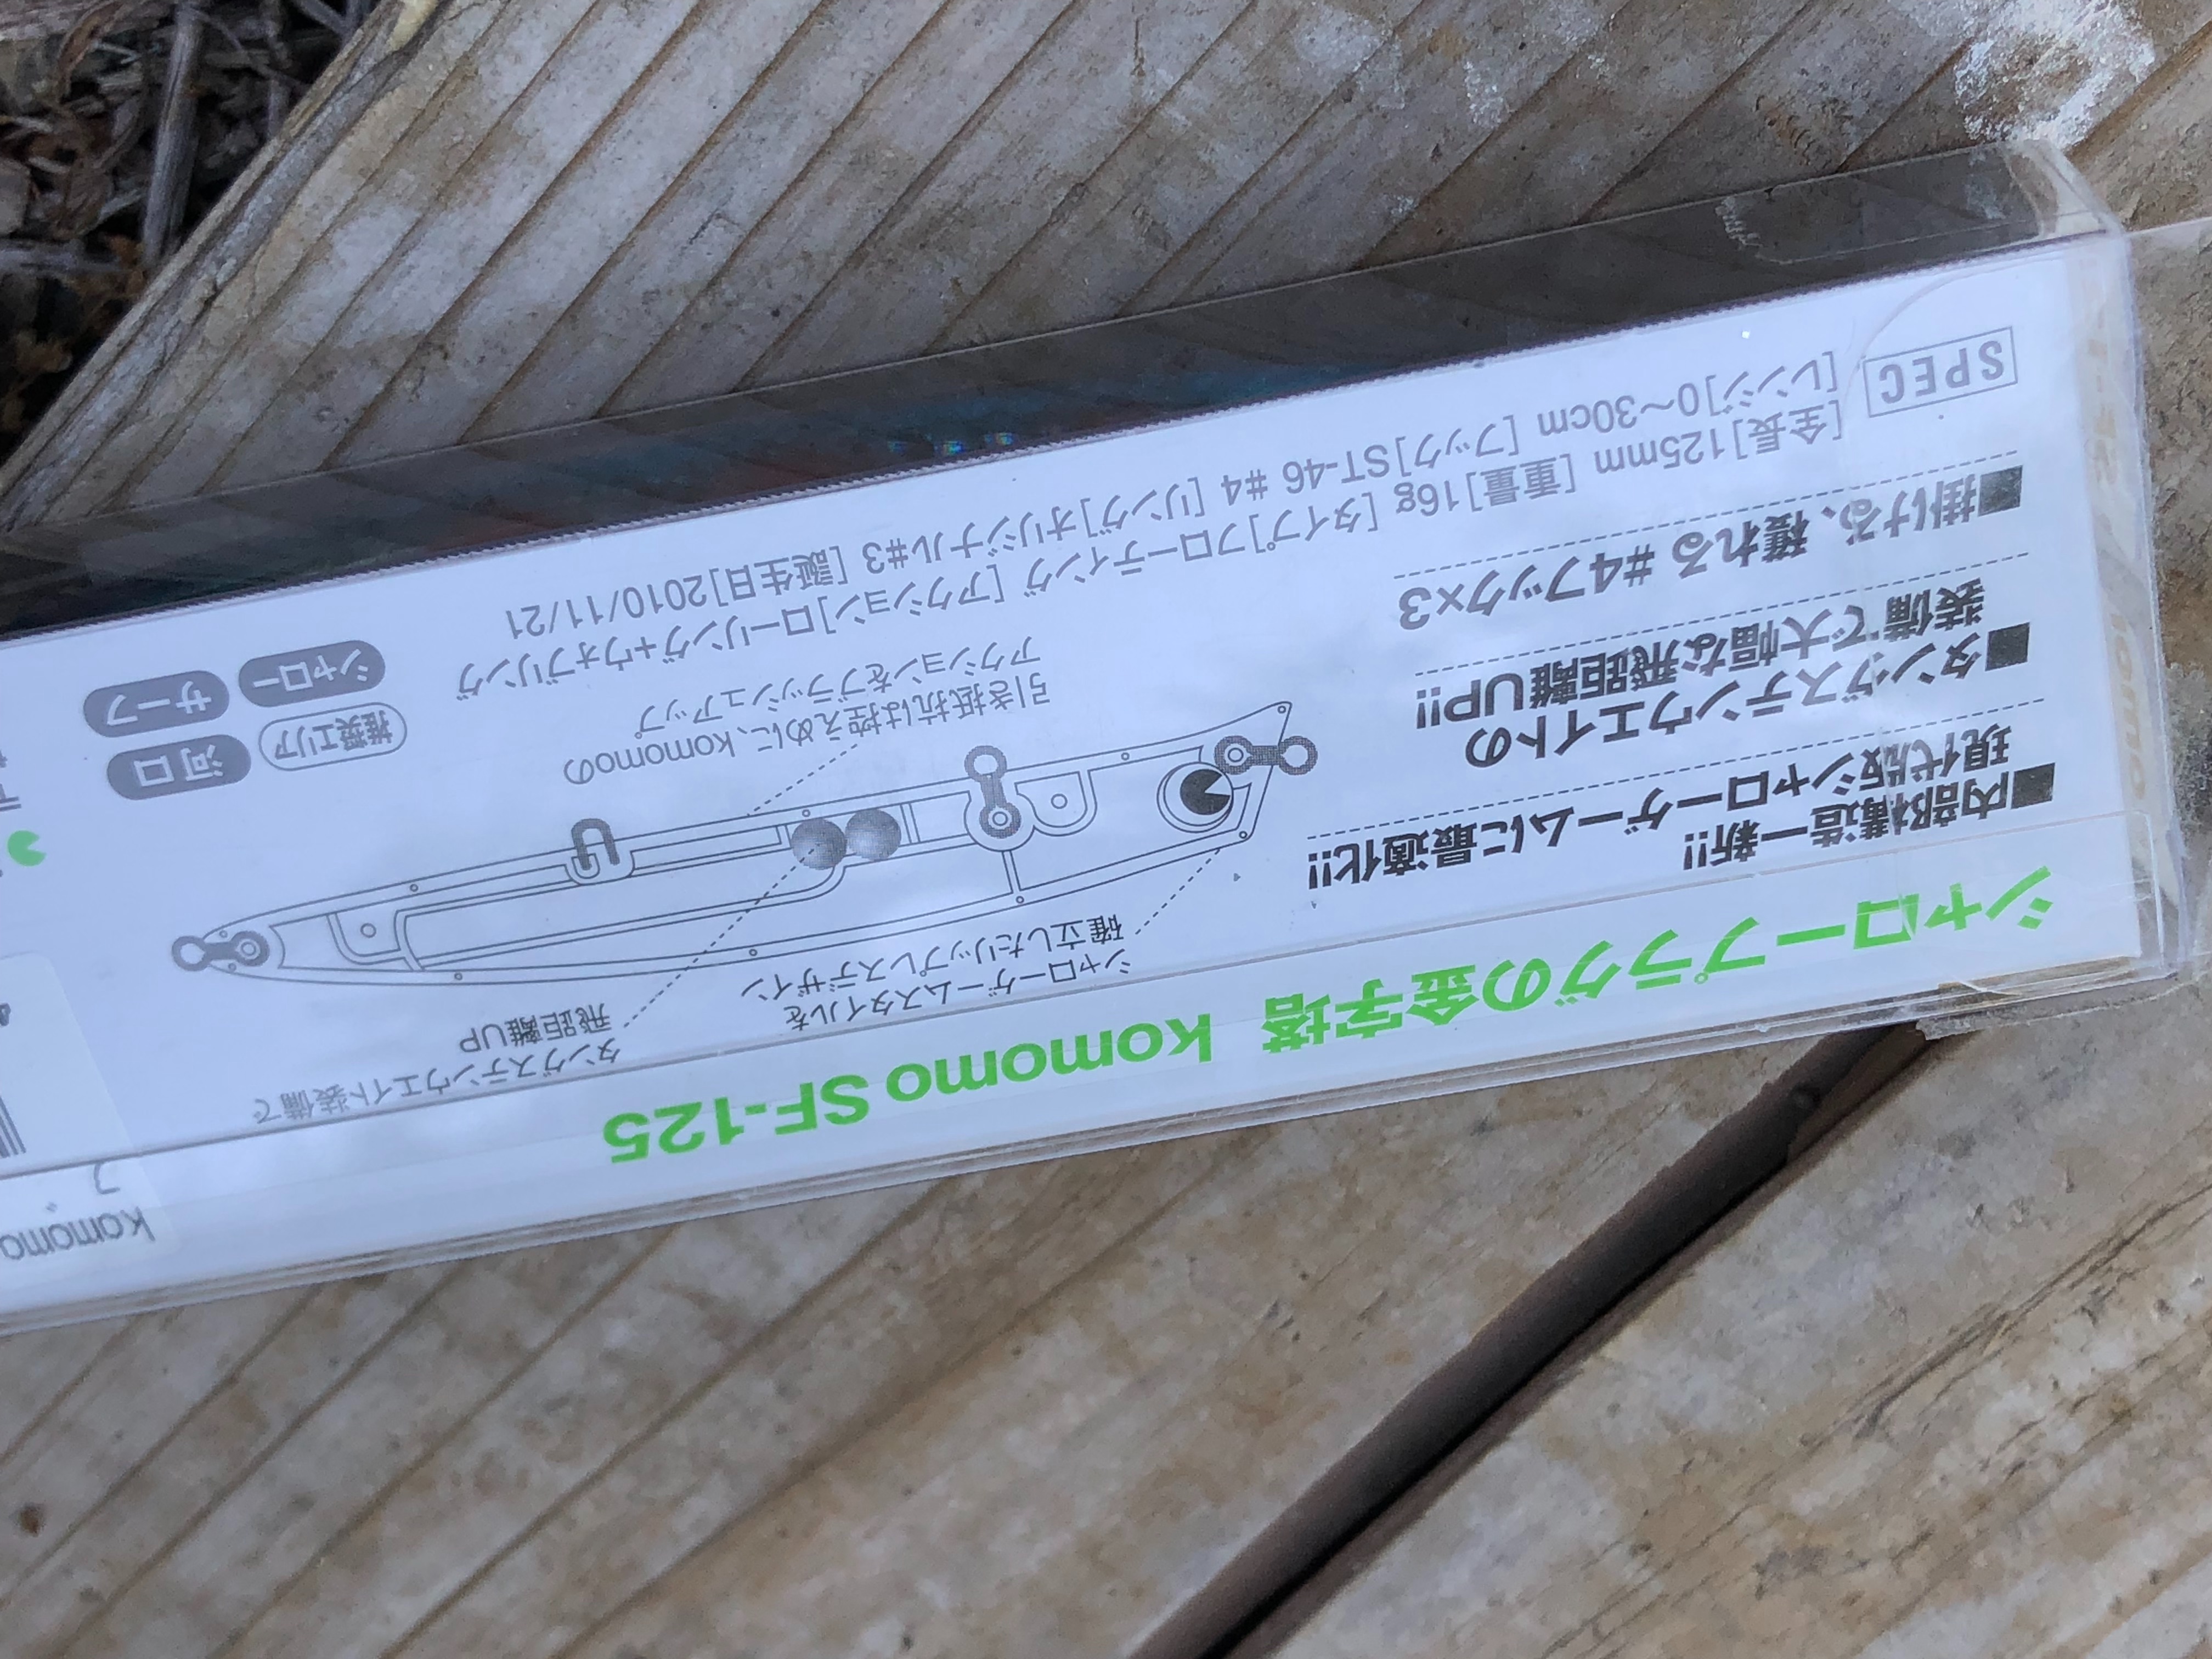 シャロープラグの金字塔 komomo SF-125
■内部構造一新!!
現代版シャローゲームに最適化!!
■タングステンウエイトの
装備で大幅な飛距離UP!!
■掛ける、獲れる #4フック×3
シャローゲームスタイルを
確立したリップレスデザイン
タングステンウエイト装備で
飛距離UP
引き抵抗は控えめに、komomoの
アクションをブラッシュアップ
推奨エリア
河口
シャロー
サーフ
SPEC
[全長]125mm [重量]16g [タイプ]フローティング [アクション]ローリング+ウォブリング
[レンジ]0〜30cm [フック]ST-46 #4 [リング]オリジナル#3 [誕生日]2010/11/21
komomo